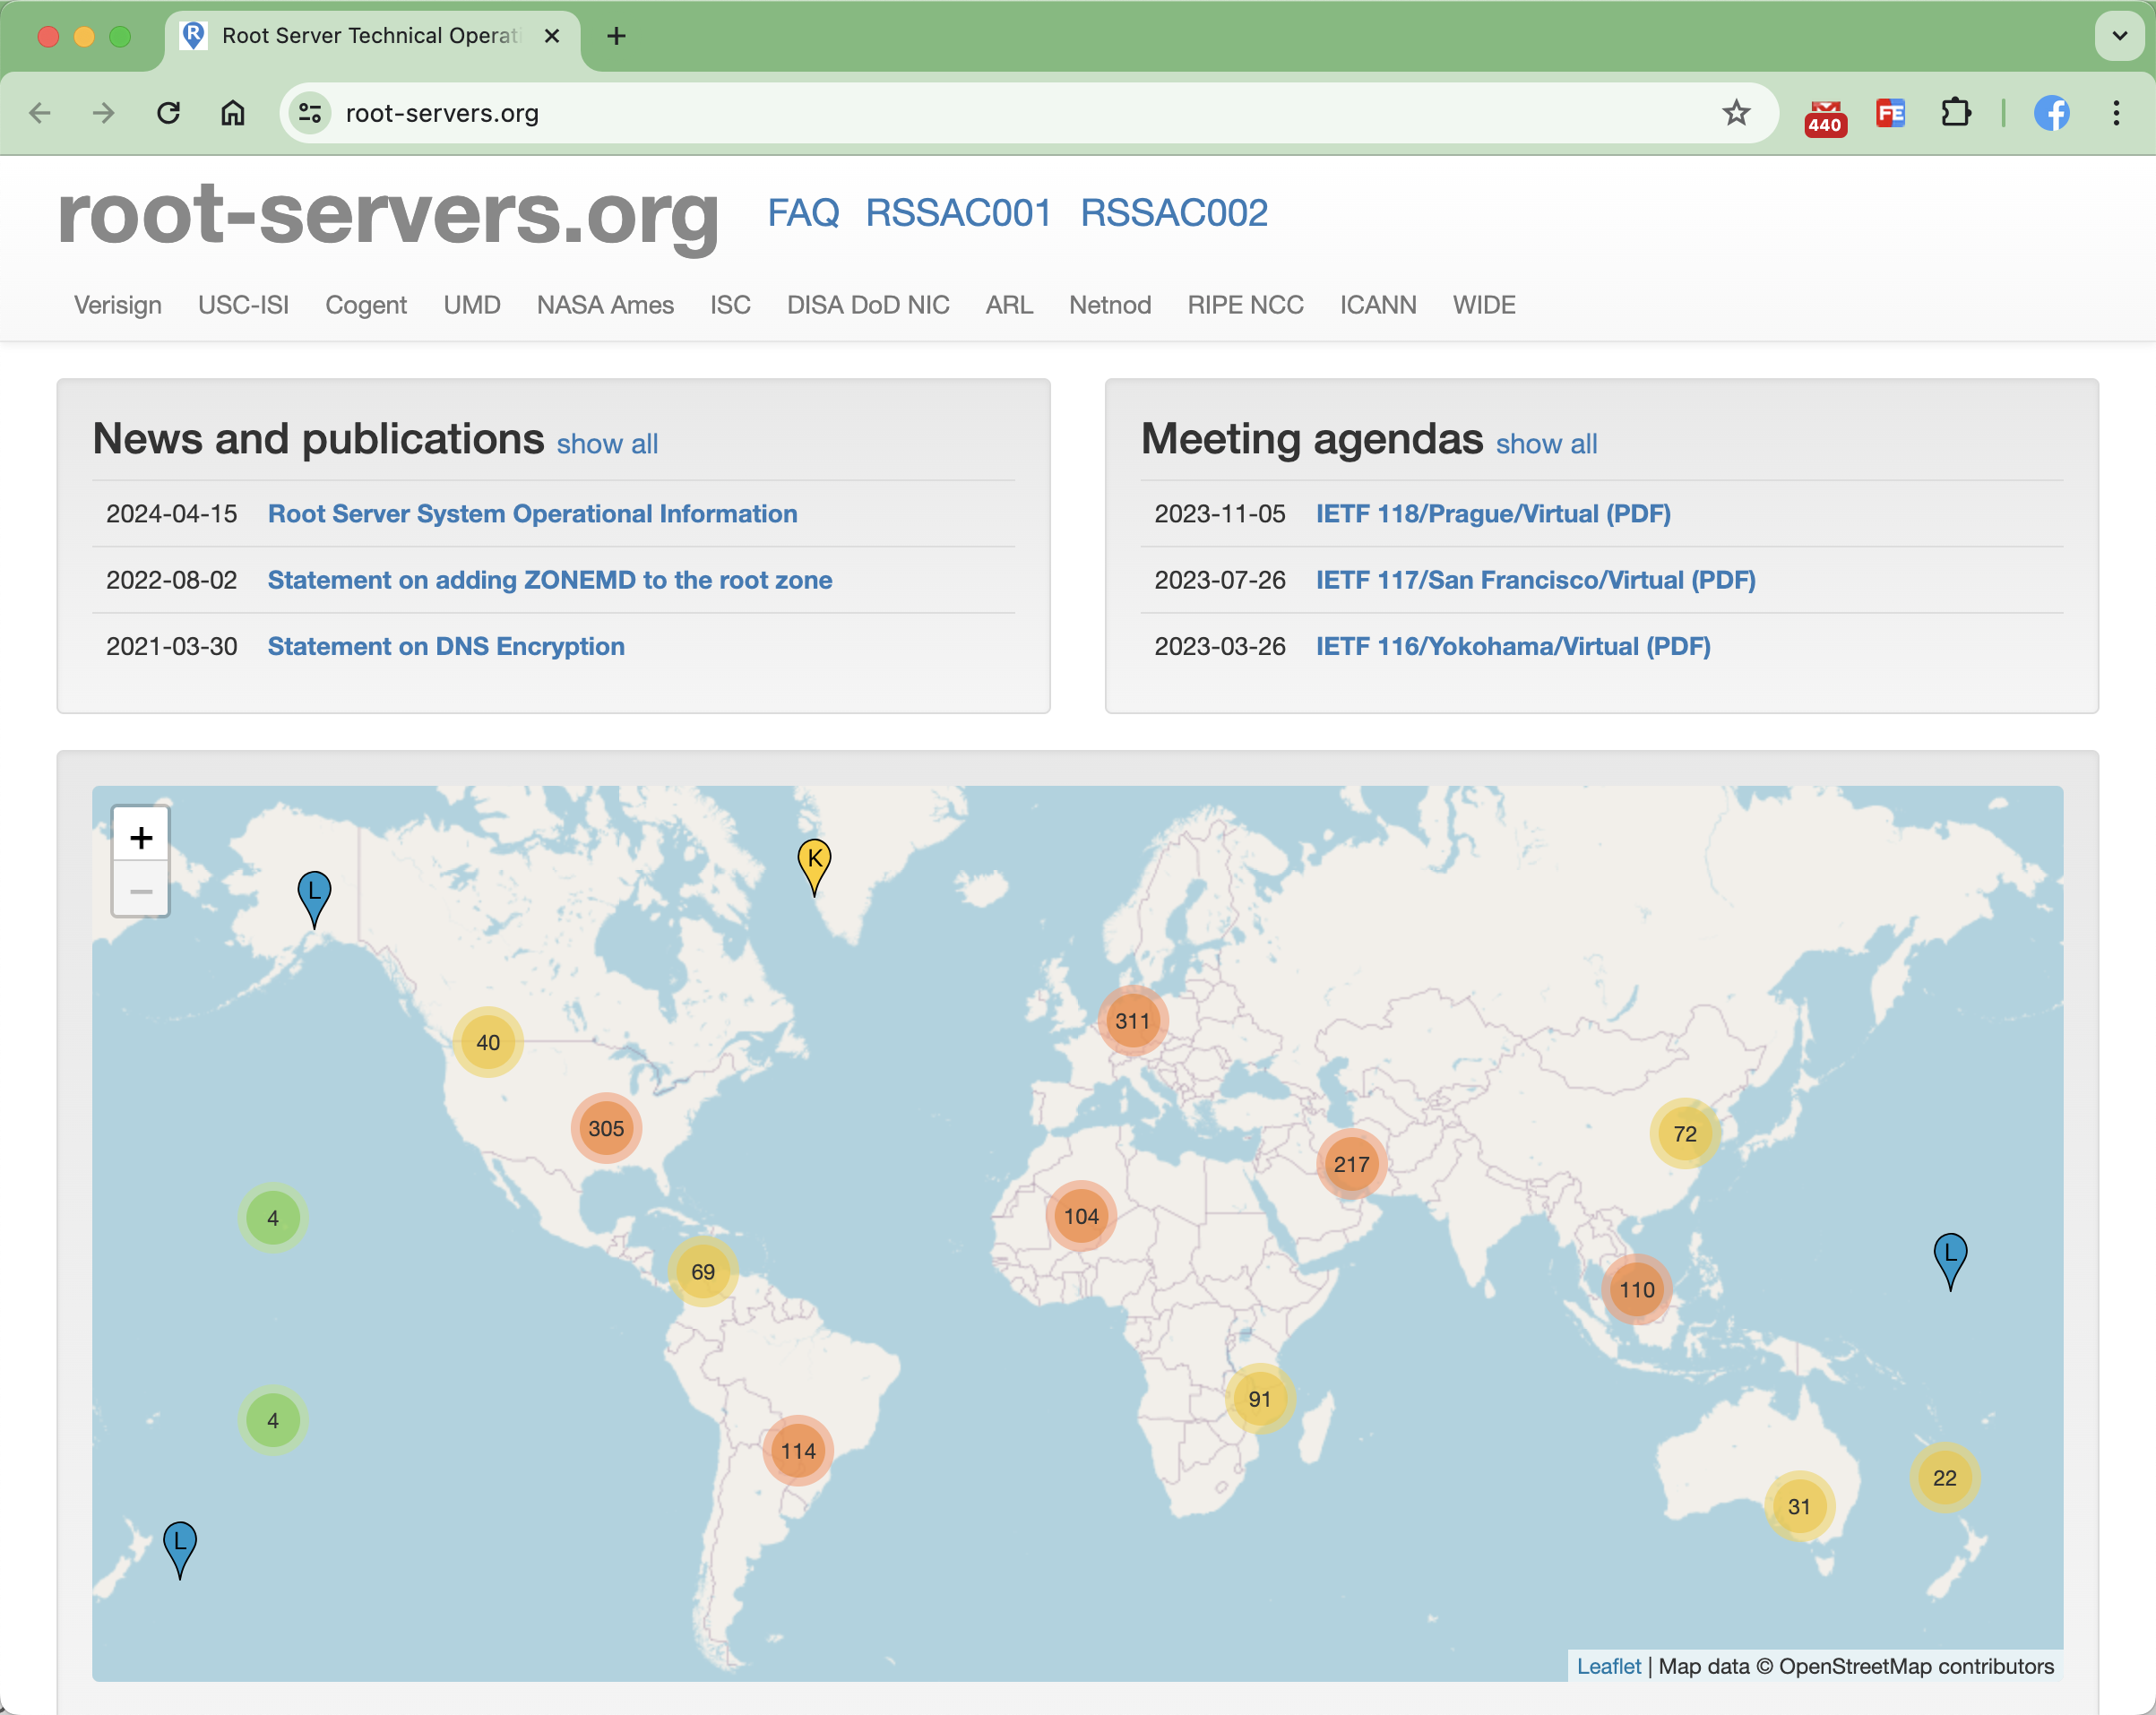 Root Server Technical Operati
root-servers.org
440
FE
root-servers.org FAQ RSSAC001 RSSAC002
Verisign USC-ISI Cogent UMD NASA Ames ISC DISA DoD NIC ARL Netnod RIPE NCC ICANN WIDE
News and publications show all
2024-04-15 Root Server System Operational Information
2022-08-02 Statement on adding ZONEMD to the root zone
2021-03-30 Statement on DNS Encryption
Meeting agendas show all
2023-11-05 IETF 118/Prague/Virtual (PDF)
2023-07-26 IETF 117/San Francisco/Virtual (PDF)
2023-03-26 IETF 116/Yokohama/Virtual (PDF)
+
−
K
L
311
40
305
72
217
104
4
L
69
110
91
4
114
22
31
L
Leaflet | Map data © OpenStreetMap contributors